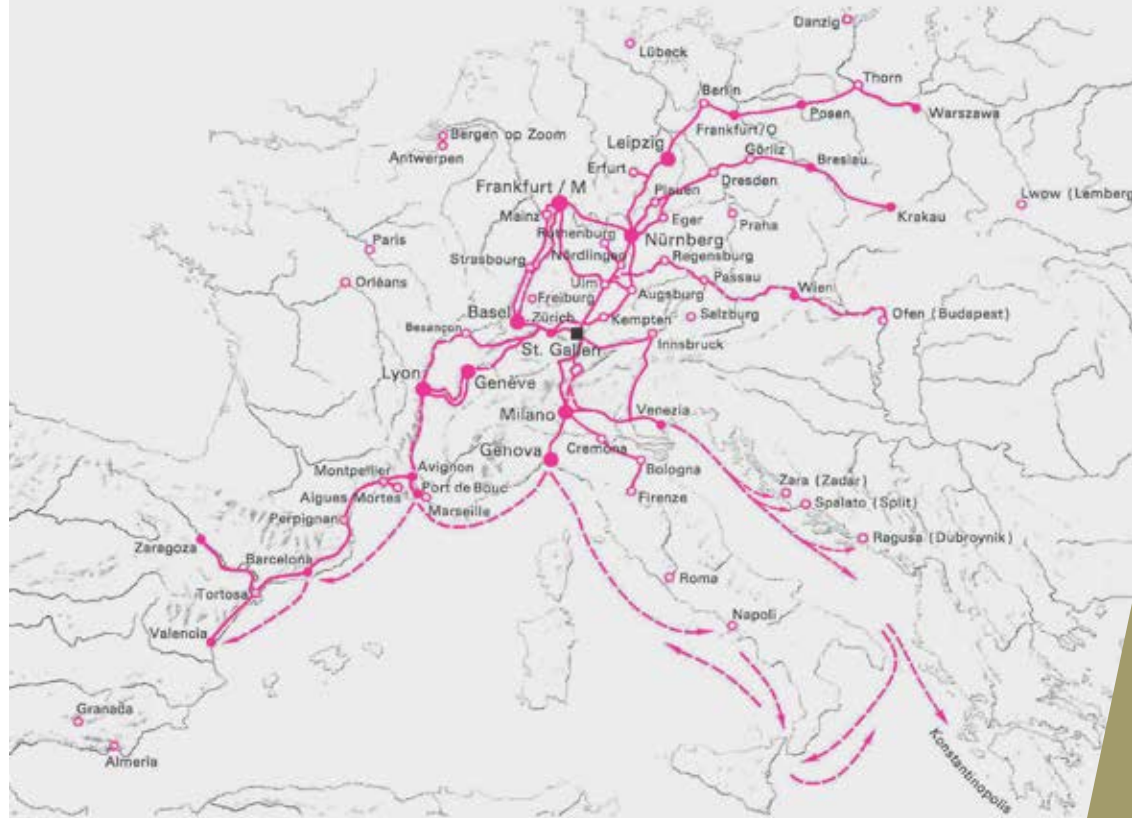 Danzig
Lübeck
Thorn
Berlin
Bergen op Zoom
Posen
Warszawa
Frankfurt/O
Antwerpen
Leipzig
Görliz
Erfurt
Breslau
Dresden
Frankfurt / M
Plauen
Lwow (Lemberg
Mainz
Krakau
Eger
Praha
Rothenburg
Paris
Nürnberg
Nördlingen
Strasbourg
Regensburg
Orléans
Passau
Ulm
Wien
Freiburg
Augsburg
Basel
Zürich
Kempten
Selzburg
Ofen (Budapest)
Besançon
St. Gallen
Innsbruck
Lyon
Genève
Milano
Venezia
Cremona
Genova
Montpellier
Avignon
Bologna
Zara (Zadar)
Port de Bouc
Aigues Mortes
Firenze
Spalato (Split)
Marseille
Perpignan
Ragusa (Dubroynik)
Zaragoza
Barcelona
Roma
Tortosa
Napoli
Valencia
Granada
Konstantinopolis
Almeria